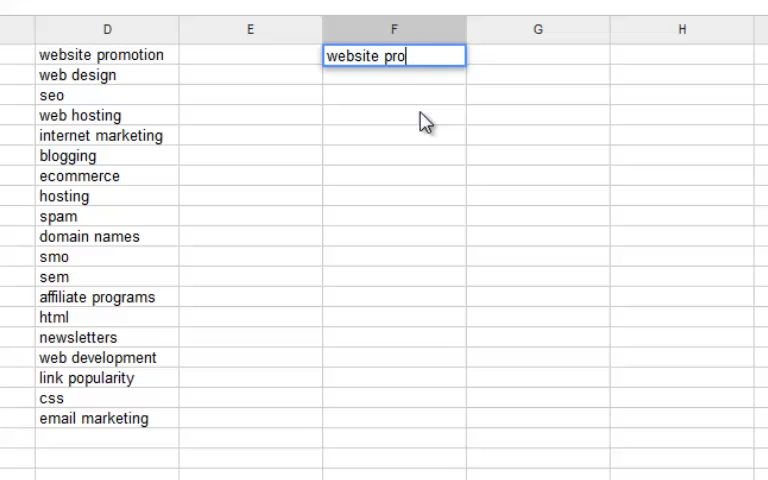 D E F G H
website promotion website pro
web design
seo
web hosting
internet marketing
blogging
ecommerce
hosting
spam
domain names
smo
sem
affiliate programs
html
newsletters
web development
link popularity
css
email marketing